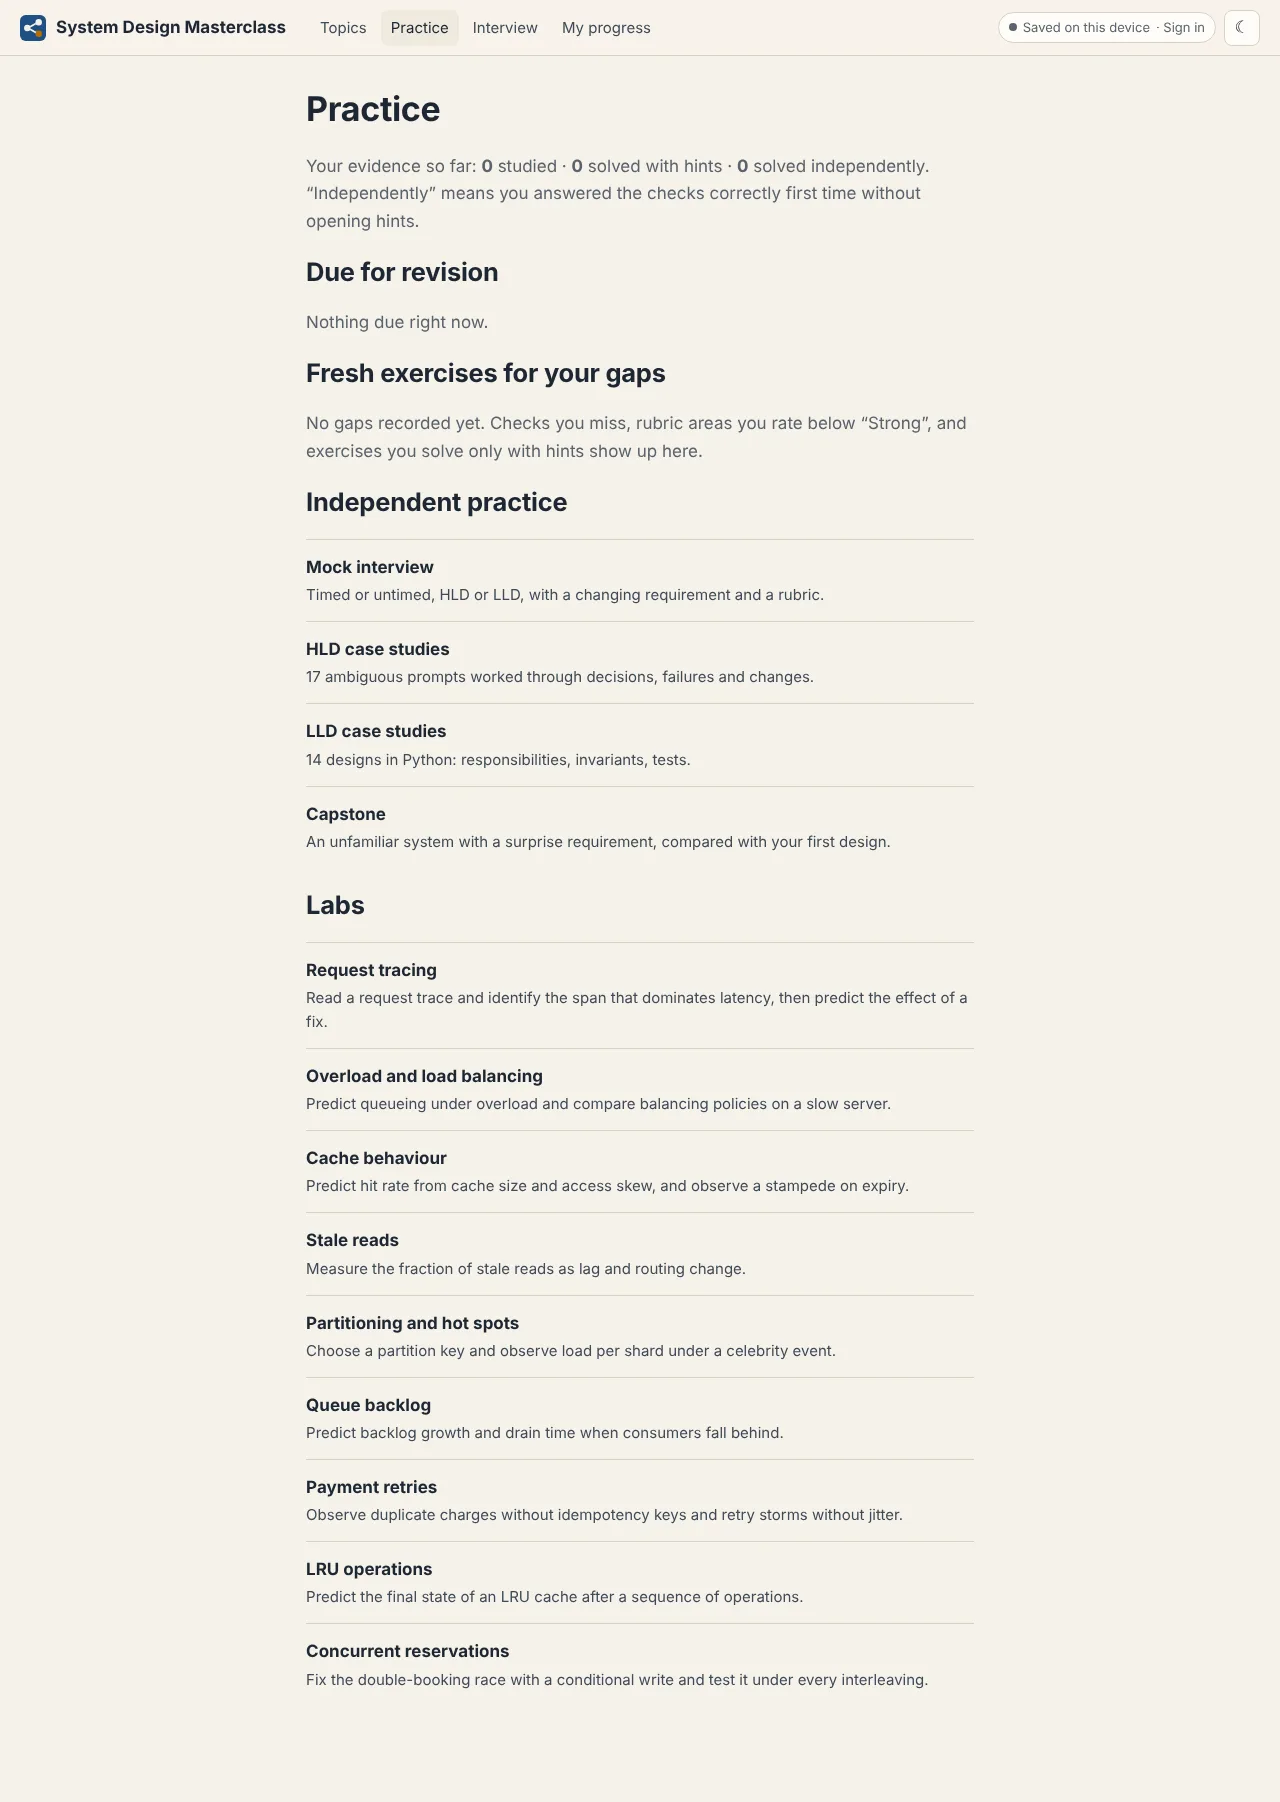 System Design Masterclass
Topics
Practice
Interview
My progress
Saved on this device · Sign in
Practice
Your evidence so far: 0 studied · 0 solved with hints · 0 solved independently.
“Independently” means you answered the checks correctly first time without
opening hints.
Due for revision
Nothing due right now.
Fresh exercises for your gaps
No gaps recorded yet. Checks you miss, rubric areas you rate below “Strong”, and
exercises you solve only with hints show up here.
Independent practice
Mock interview
Timed or untimed, HLD or LLD, with a changing requirement and a rubric.
HLD case studies
17 ambiguous prompts worked through decisions, failures and changes.
LLD case studies
14 designs in Python: responsibilities, invariants, tests.
Capstone
An unfamiliar system with a surprise requirement, compared with your first design.
Labs
Request tracing
Read a request trace and identify the span that dominates latency, then predict the effect of a
fix.
Overload and load balancing
Predict queueing under overload and compare balancing policies on a slow server.
Cache behaviour
Predict hit rate from cache size and access skew, and observe a stampede on expiry.
Stale reads
Measure the fraction of stale reads as lag and routing change.
Partitioning and hot spots
Choose a partition key and observe load per shard under a celebrity event.
Queue backlog
Predict backlog growth and drain time when consumers fall behind.
Payment retries
Observe duplicate charges without idempotency keys and retry storms without jitter.
LRU operations
Predict the final state of an LRU cache after a sequence of operations.
Concurrent reservations
Fix the double-booking race with a conditional write and test it under every interleaving.